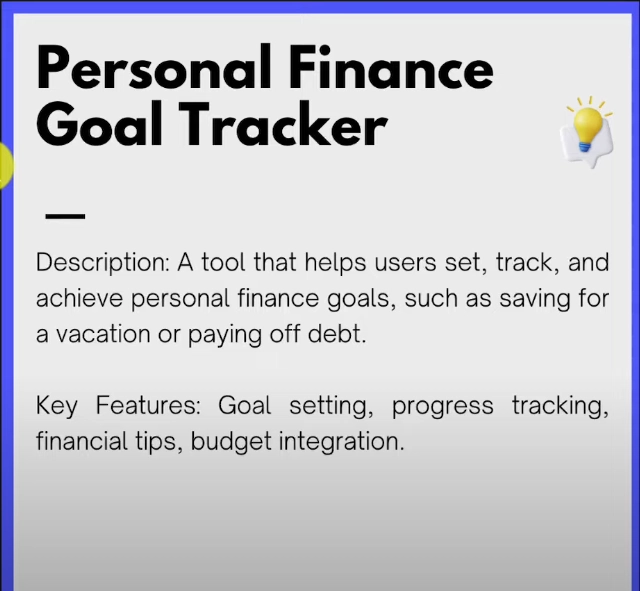 Personal Finance
Goal Tracker
Description: A tool that helps users set, track, and
achieve personal finance goals, such as saving for
a vacation or paying off debt.
Key Features: Goal setting, progress tracking,
financial tips, budget integration.